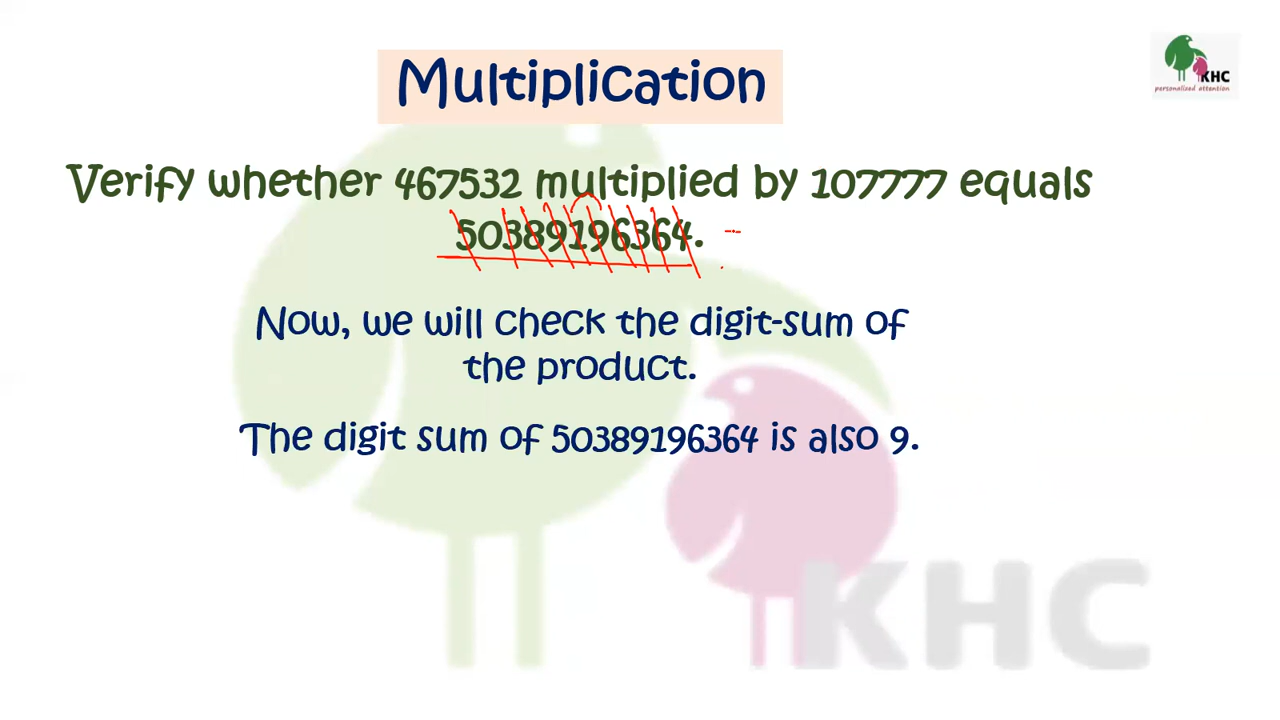 Multiplication
KHC
personalized attention
Verify whether 467532 multiplied by 107777 equals
50389196364.
Now, we will check the digit-sum of
the product.
The digit sum of 50389196364 is also 9.
KHC